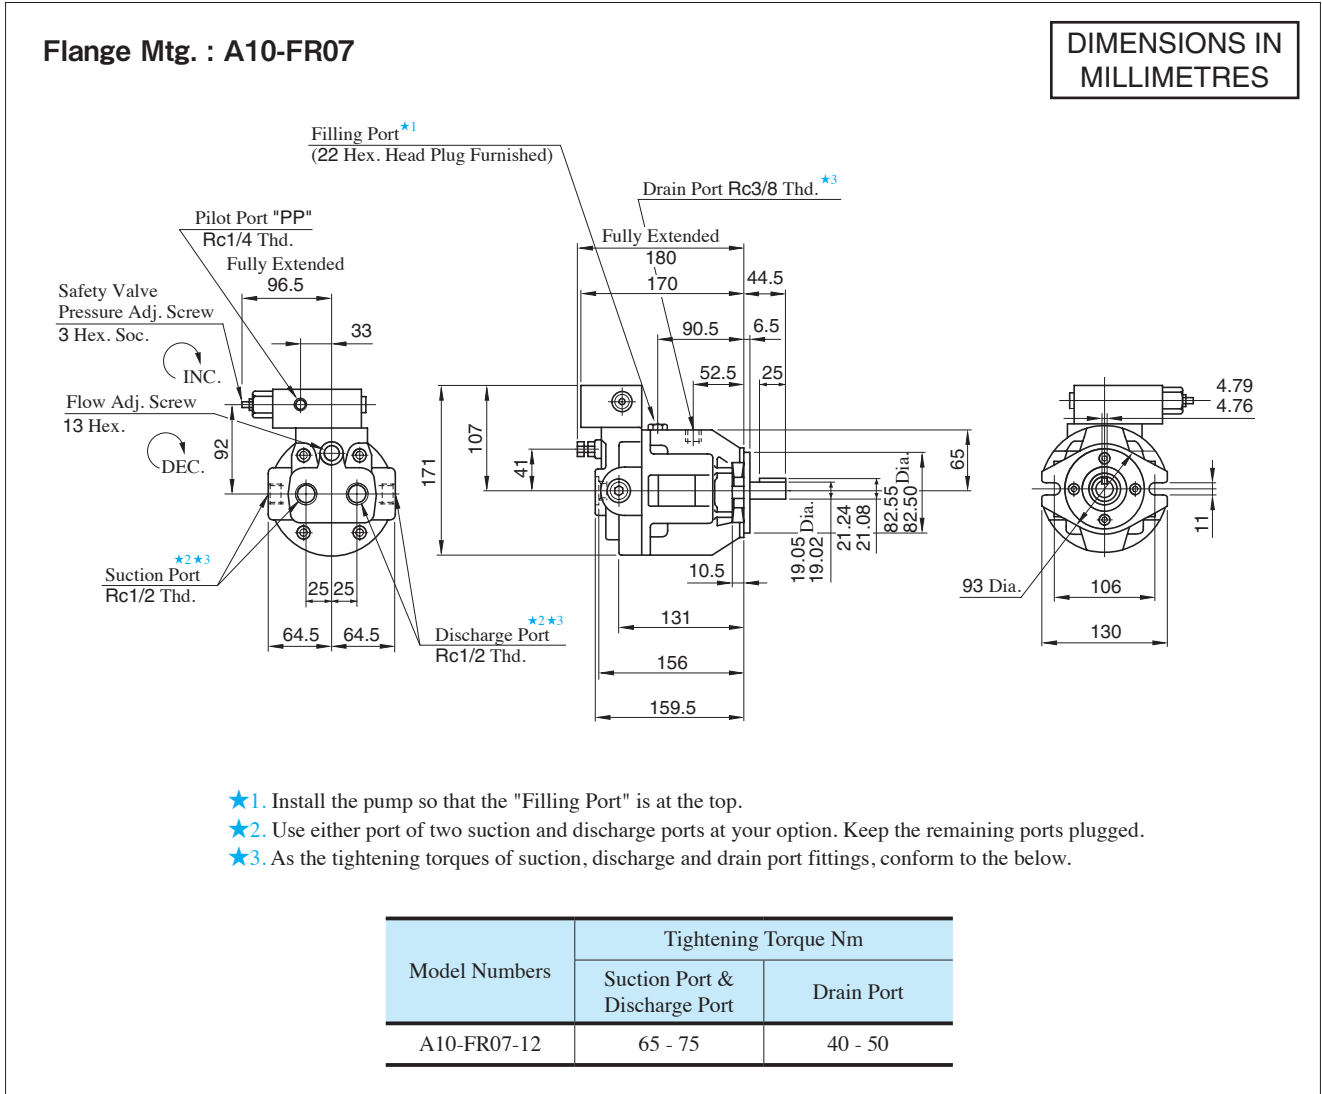 Flange Mtg. : A10-FR07
DIMENSIONS IN
MILLIMETRES
Filling Port★1
(22 Hex. Head Plug Furnished)
Drain Port Rc3/8 Thd.★3
Pilot Port "PP"
Rc1/4 Thd.
Fully Extended
96.5
Safety Valve
Pressure Adj. Screw
3 Hex. Soc.
33
INC.
Flow Adj. Screw
13 Hex.
DEC.
92
★2★3
Suction Port
Rc1/2 Thd.
25
25
64.5
64.5
★2★3
Discharge Port
Rc1/2 Thd.
Fully Extended
180
170
44.5
90.5
6.5
52.5
25
107
171
41
65
82.55
82.50 Dia.
21.24
21.08
19.05
19.02 Dia.
10.5
131
156
159.5
4.79
4.76
11
93 Dia.
106
130
★1. Install the pump so that the "Filling Port" is at the top.
★2. Use either port of two suction and discharge ports at your option. Keep the remaining ports plugged.
★3. As the tightening torques of suction, discharge and drain port fittings, conform to the below.
Model Numbers
Tightening Torque Nm
Suction Port &
Discharge Port
Drain Port
A10-FR07-12
65 - 75
40 - 50